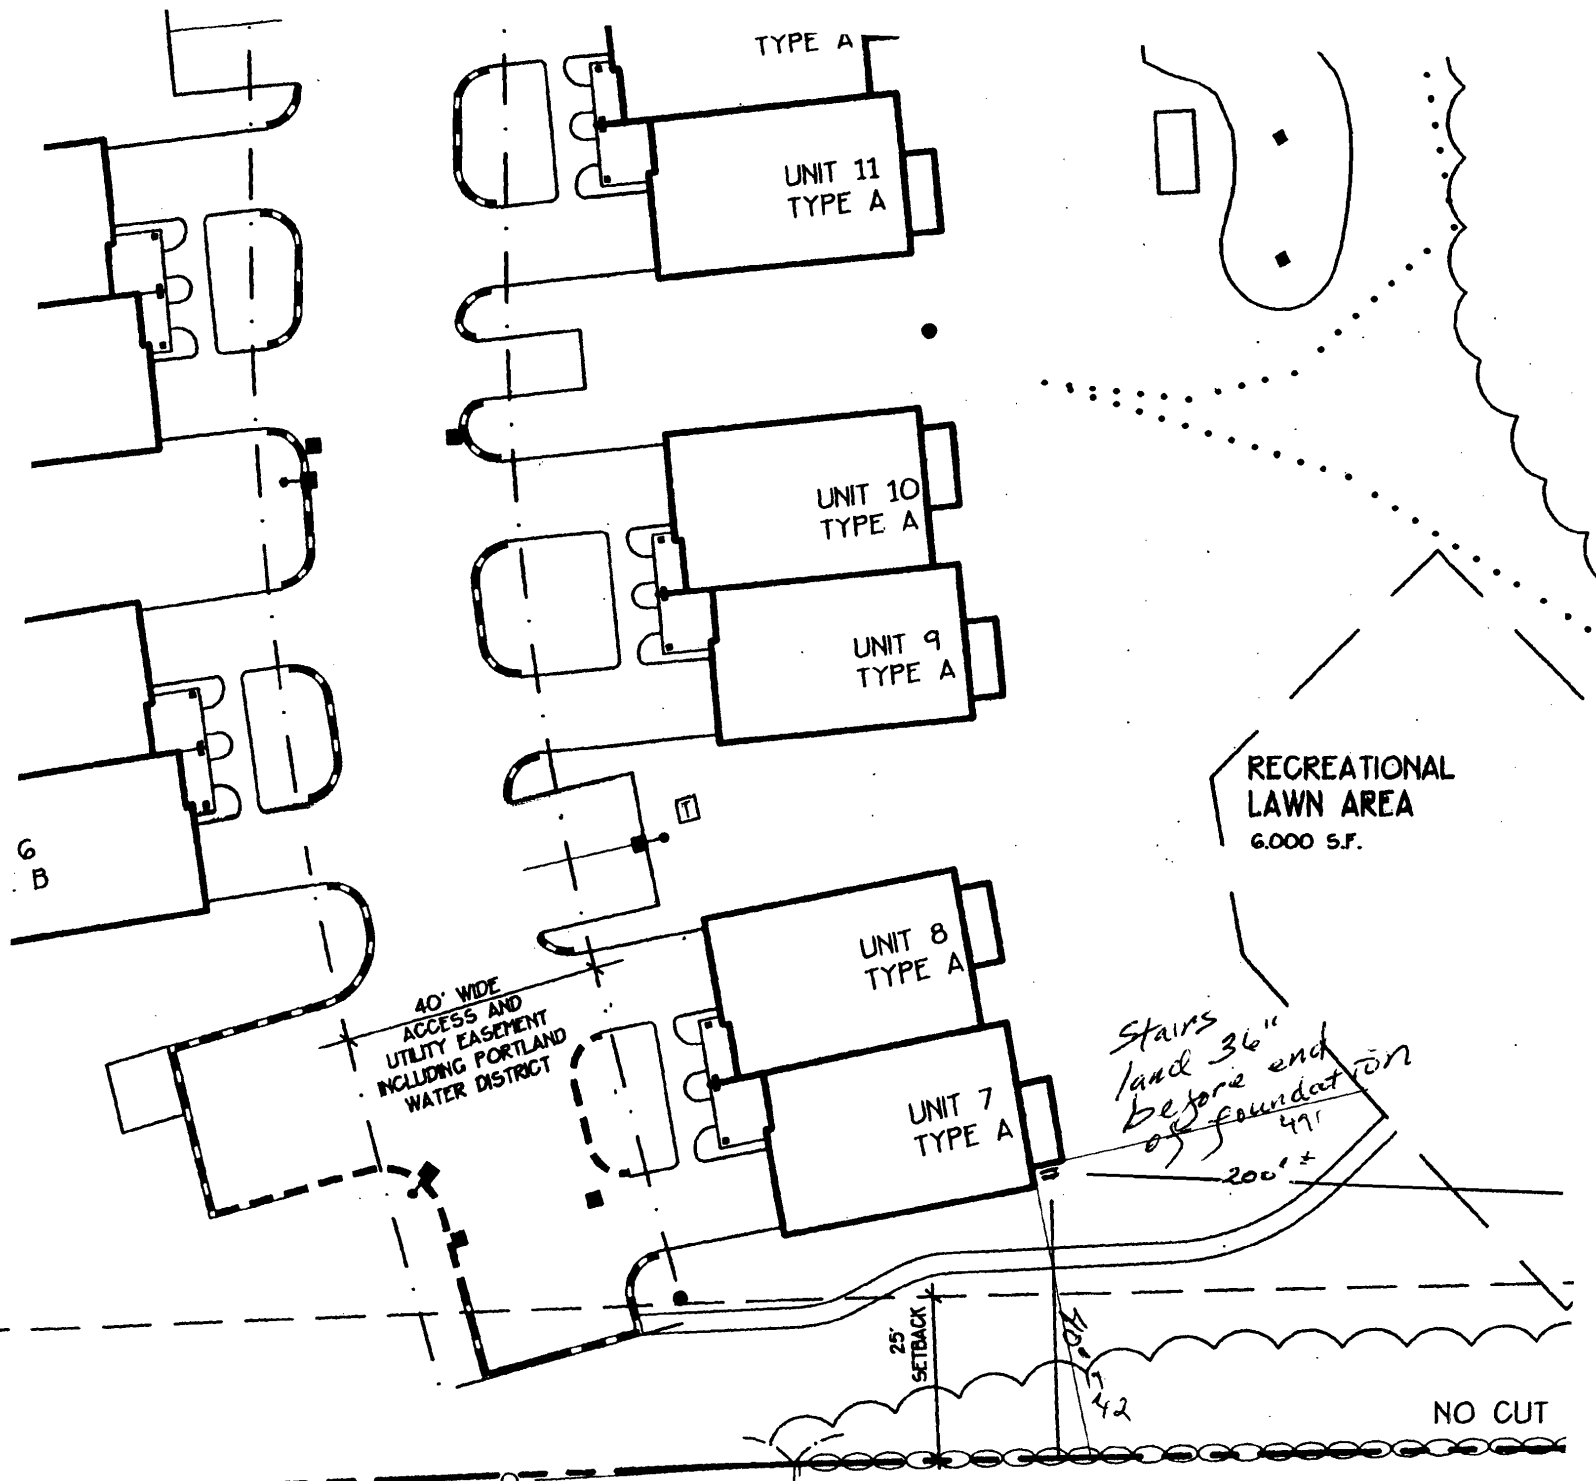 TYPE A
UNIT 11
TYPE A
UNIT 10
TYPE A
UNIT 9
TYPE A
T
RECREATIONAL
LAWN AREA
6.000 S.F.
6
B
UNIT 8
TYPE A
40' WIDE
ACCESS AND
UTILITY EASEMENT
INCLUDING PORTLAND
WATER DISTRICT
Stairs
land 36"
before end
of foundation
49'
200' ±
UNIT 7
TYPE A
25'
SETBACK
40'
42
NO CUT